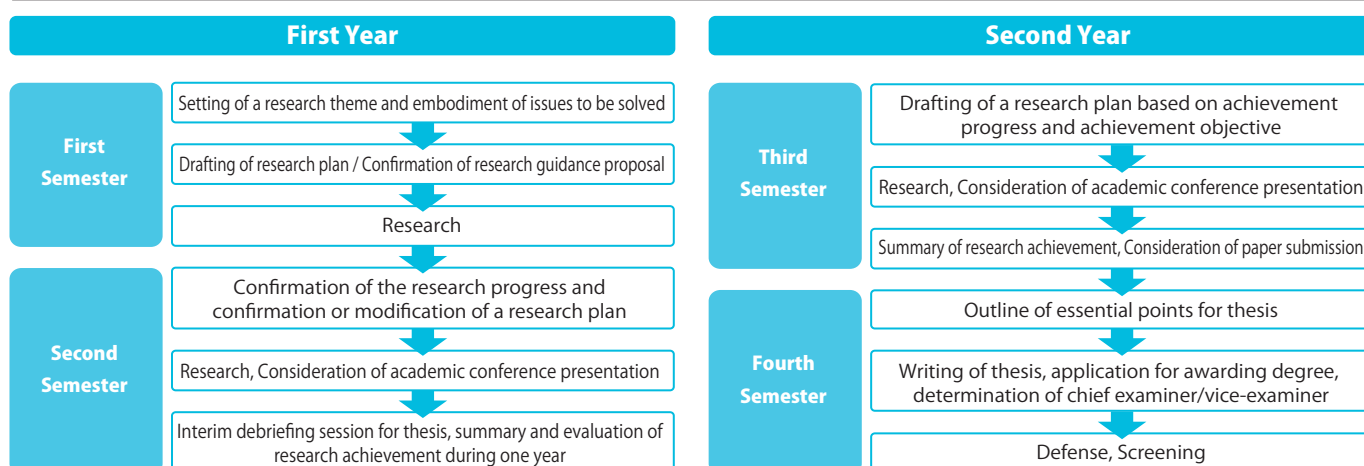 First Year
First
Semester
Setting of a research theme and embodiment of issues to be solved
Drafting of research plan / Confirmation of research guidance proposal
Research
Second
Semester
Confirmation of the research progress and
confirmation or modification of a research plan
Research, Consideration of academic conference presentation
Interim debriefing session for thesis, summary and evaluation of
research achievement during one year
Second Year
Third
Semester
Drafting of a research plan based on achievement
progress and achievement objective
Research, Consideration of academic conference presentation
Summary of research achievement, Consideration of paper submission
Fourth
Semester
Outline of essential points for thesis
Writing of thesis, application for awarding degree,
determination of chief examiner/vice-examiner
Defense, Screening